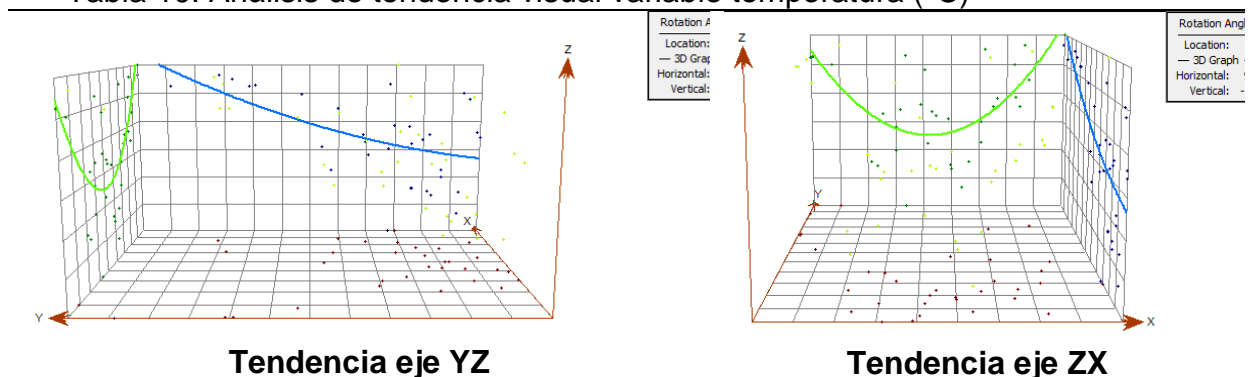 Tabla 10. Análisis de tendencia visual variable temperatura (°C)
Rotation A
Location:
3D Grap
Horizontal:
Vertical:
Z
X
Y
Rotation Angl
Location:
3D Graph
Horizontal:
Vertical: -
Z
Y
X
Tendencia eje YZ
Tendencia eje ZX